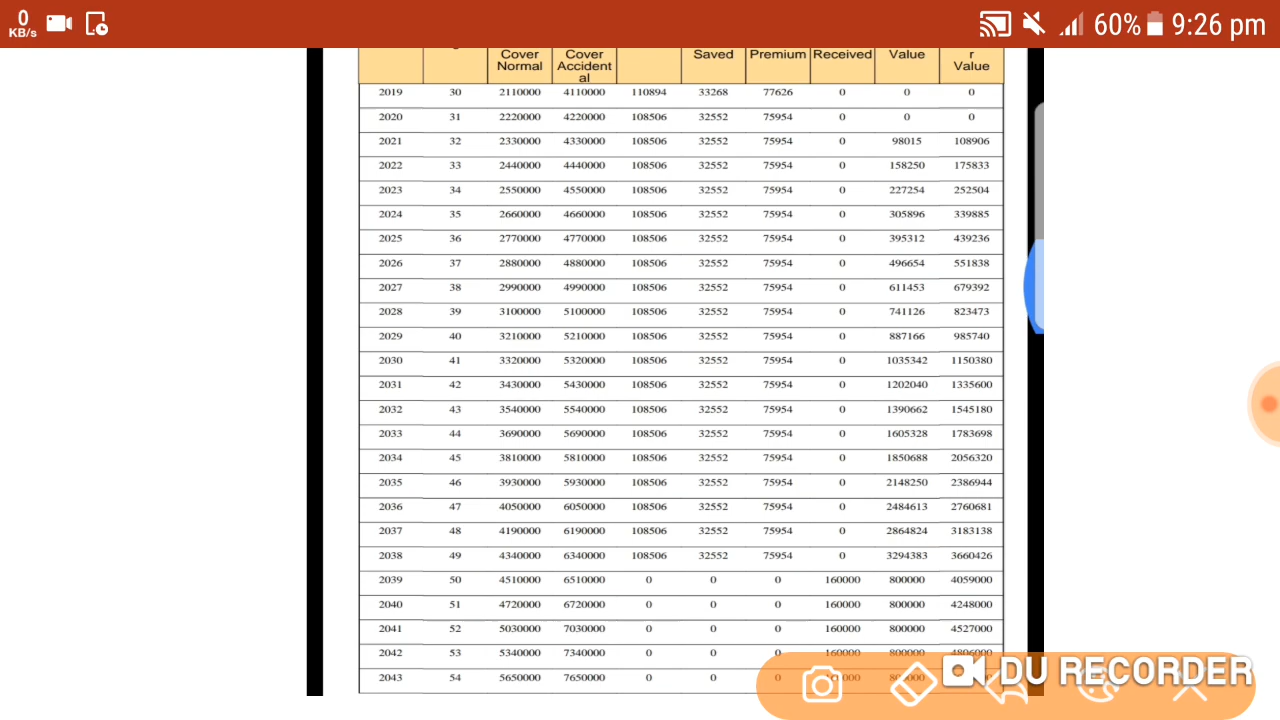 0 60% 9:26 pm
KB/s
Cover Cover Saved Premium Received Value r
Normal Accident Value
al
2019 30 2110000 4110000 110894 33268 77626 0 0 0
2020 31 2220000 4220000 108506 32552 75954 0 0 0
2021 32 2330000 4330000 108506 32552 75954 0 98015 108906
2022 33 2440000 4440000 108506 32552 75954 0 158250 175833
2023 34 2550000 4550000 108506 32552 75954 0 227254 252504
2024 35 2660000 4660000 108506 32552 75954 0 305896 339885
2025 36 2770000 4770000 108506 32552 75954 0 395312 439236
2026 37 2880000 4880000 108506 32552 75954 0 496654 551838
2027 38 2990000 4990000 108506 32552 75954 0 611453 679392
2028 39 3100000 5100000 108506 32552 75954 0 741126 823473
2029 40 3210000 5210000 108506 32552 75954 0 887166 985740
2030 41 3320000 5320000 108506 32552 75954 0 1035342 1150380
2031 42 3430000 5430000 108506 32552 75954 0 1202040 1335600
2032 43 3540000 5540000 108506 32552 75954 0 1390662 1545180
2033 44 3690000 5690000 108506 32552 75954 0 1605328 1783698
2034 45 3810000 5810000 108506 32552 75954 0 1850688 2056320
2035 46 3930000 5930000 108506 32552 75954 0 2148250 2386944
2036 47 4050000 6050000 108506 32552 75954 0 2484613 2760681
2037 48 4190000 6190000 108506 32552 75954 0 2864824 3183138
2038 49 4340000 6340000 108506 32552 75954 0 3294383 3660426
2039 50 4510000 6510000 0 0 0 160000 800000 4059000
2040 51 4720000 6720000 0 0 0 160000 800000 4248000
2041 52 5030000 7030000 0 0 0 160000 800000 4527000
2042 53 5340000 7340000 0 0 0 160000 800000 4806000
2043 54 5650000 7650000 0 0 0
DU RECORDER